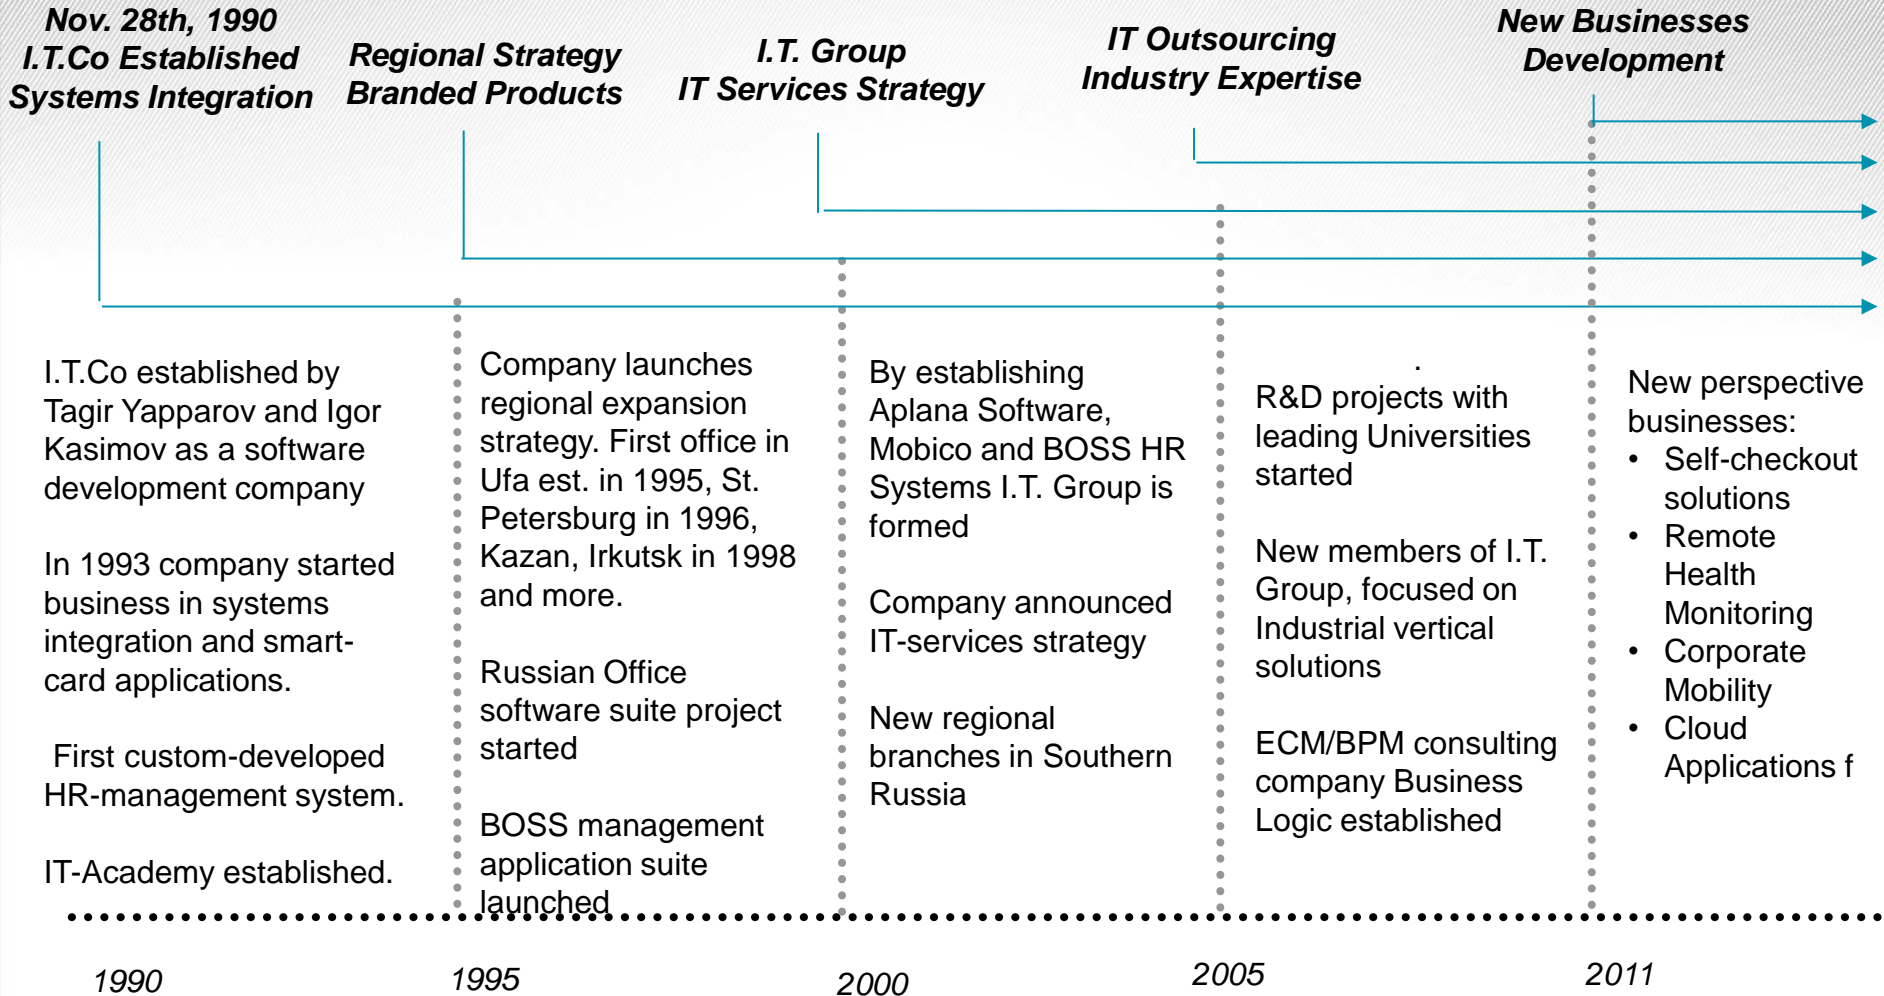 Nov. 28th, 1990
I.T.Co Established
Systems Integration
Regional Strategy
Branded Products
I.T. Group
IT Services Strategy
IT Outsourcing
Industry Expertise
New Businesses
Development
I.T.Co established by
Tagir Yapparov and Igor
Kasimov as a software
development company
In 1993 company started
business in systems
integration and smart-
card applications.
First custom-developed
HR-management system.
IT-Academy established.
Company launches
regional expansion
strategy. First office in
Ufa est. in 1995, St.
Petersburg in 1996,
Kazan, Irkutsk in 1998
and more.
Russian Office
software suite project
started
BOSS management
application suite
launched
By establishing
Aplana Software,
Mobico and BOSS HR
Systems I.T. Group is
formed
Company announced
IT-services strategy
New regional
branches in Southern
Russia
.
R&D projects with
leading Universities
started
New members of I.T.
Group, focused on
Industrial vertical
solutions
ECM/BPM consulting
company Business
Logic established
New perspective
businesses:
• Self-checkout
solutions
• Remote
Health
Monitoring
• Corporate
Mobility
• Cloud
Applications f
1990
1995
2000
2005
2011